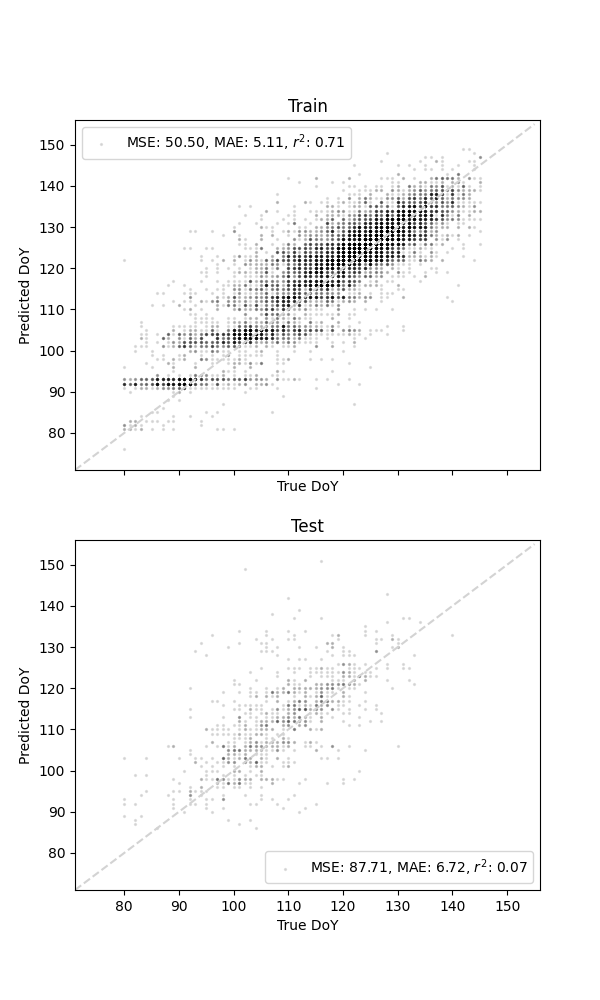 Train
MSE: 50.50, MAE: 5.11, r²: 0.71
150
140
130
120
110
100
90
80
Predicted DoY
True DoY
Test
150
140
130
120
110
100
90
80
Predicted DoY
MSE: 87.71, MAE: 6.72, r²: 0.07
80 90 100 110 120 130 140 150
True DoY